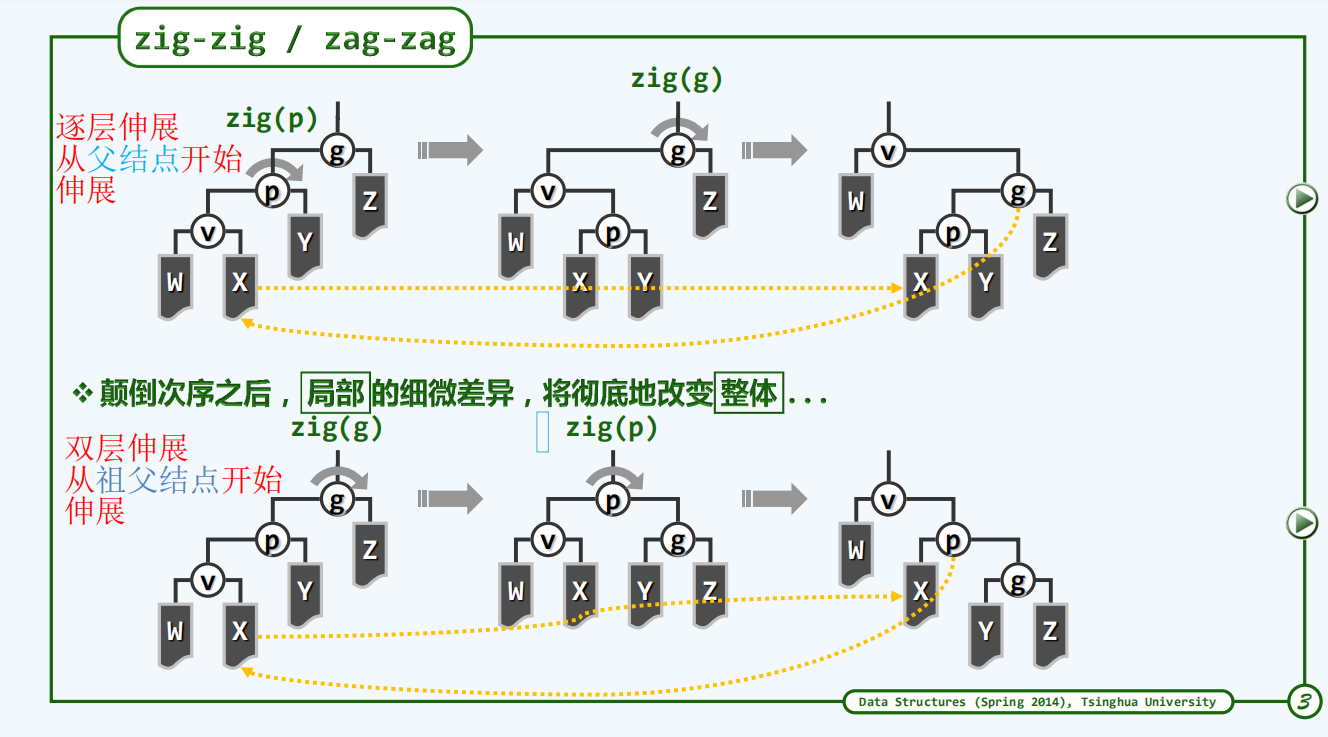 zig-zig / zag-zag
zig(g)
zig(p)
逐层伸展
从父结点开始
伸展
g
g
v
p
Z
v
Z
W
g
v
Y
W
p
p
Z
W
X
X
Y
X
Y
❖ 颠倒次序之后，局部的细微差异，将彻底地改变整体...
zig(g)
zig(p)
双层伸展
从祖父结点开始
伸展
g
p
v
p
Z
v
g
W
p
v
Y
W
X
Y
Z
X
g
W
X
Y
Z
Data Structures (Spring 2014), Tsinghua University
3